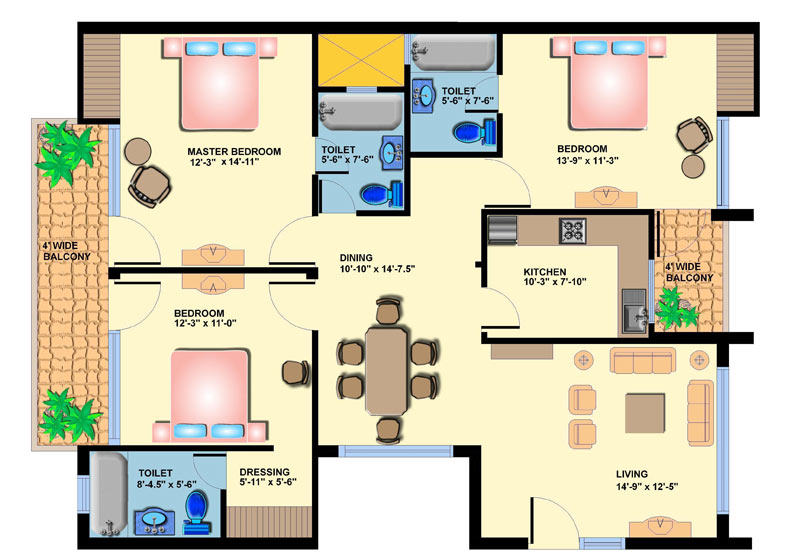 TOILET
5'-6" x 7'-6"
MASTER BEDROOM
12'-3" x 14'-11"
TOILET
5'-6" x 7'-6"
BEDROOM
13'-9" x 11'-3"
4' WIDE
BALCONY
DINING
10'-10" x 14'-7.5"
KITCHEN
10'-3" x 7'-10"
4' WIDE
BALCONY
BEDROOM
12'-3" x 11'-0"
TOILET
8'-4.5" x 5'-6"
DRESSING
5'-11" x 5'-6"
LIVING
14'-9" x 12'-5"